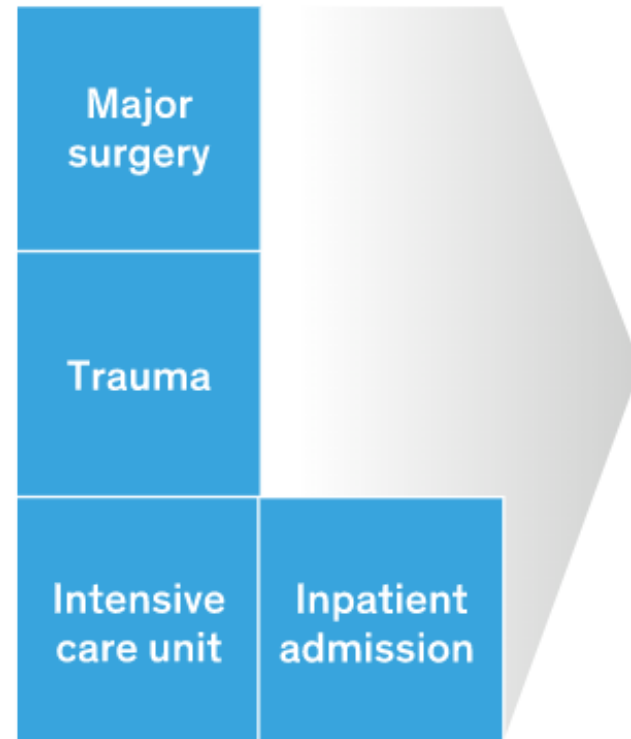 Major
surgery
Trauma
Intensive
care unit
Inpatient
admission